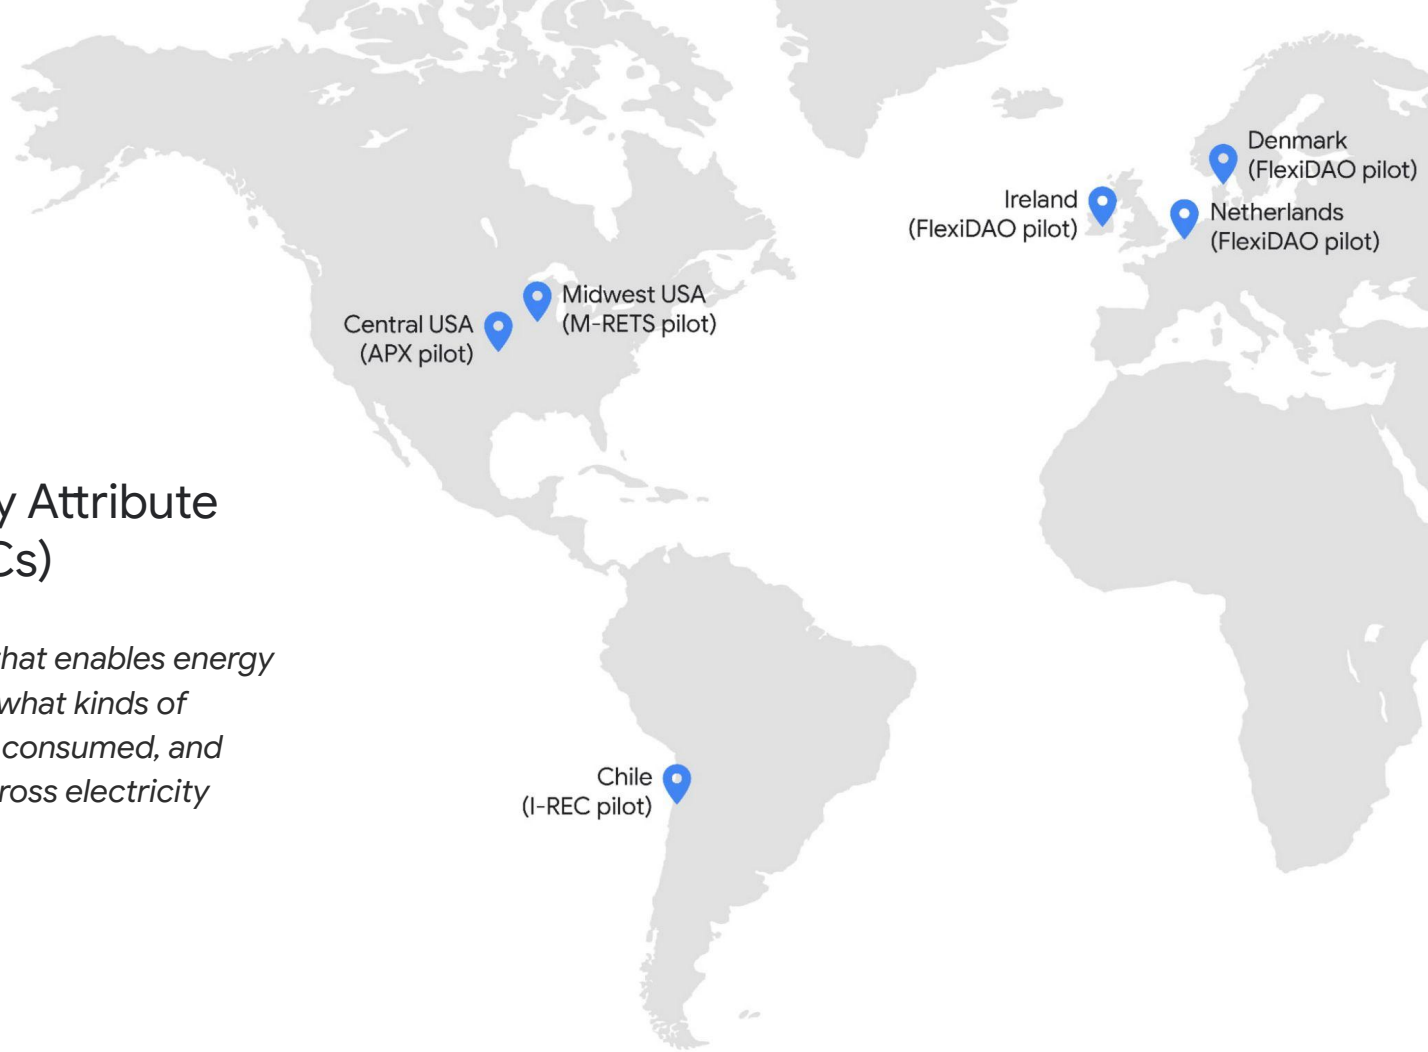 Denmark
(FlexiDAO pilot)
Ireland
(FlexiDAO pilot)
Netherlands
(FlexiDAO pilot)
Midwest USA
(M-RETS pilot)
Central USA
(APX pilot)
y Attribute
Cs)
that enables energy
what kinds of
consumed, and
ross electricity
Chile
(I-REC pilot)